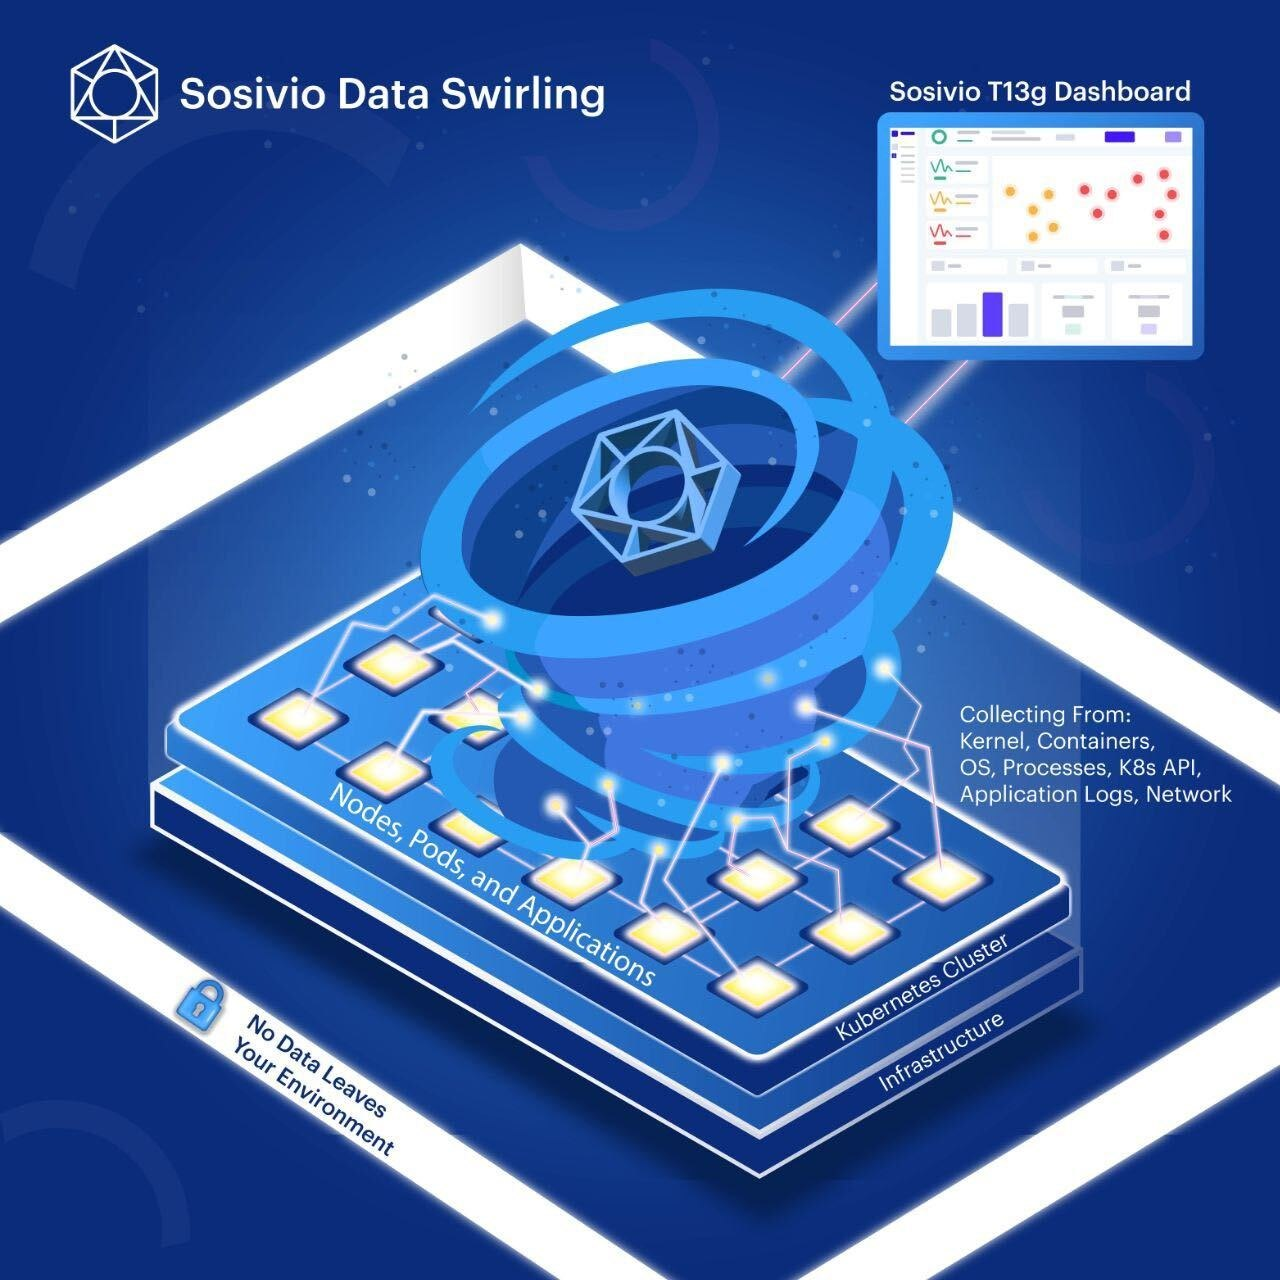 Sosivio Data Swirling
Sosivio T13g Dashboard
Collecting From:
Kernel, Containers,
OS, Processes, K8s API,
Application Logs, Network
Nodes, Pods, and Applications
Kubernetes Cluster
Infrastructure
No Data Leaves
Your Environment